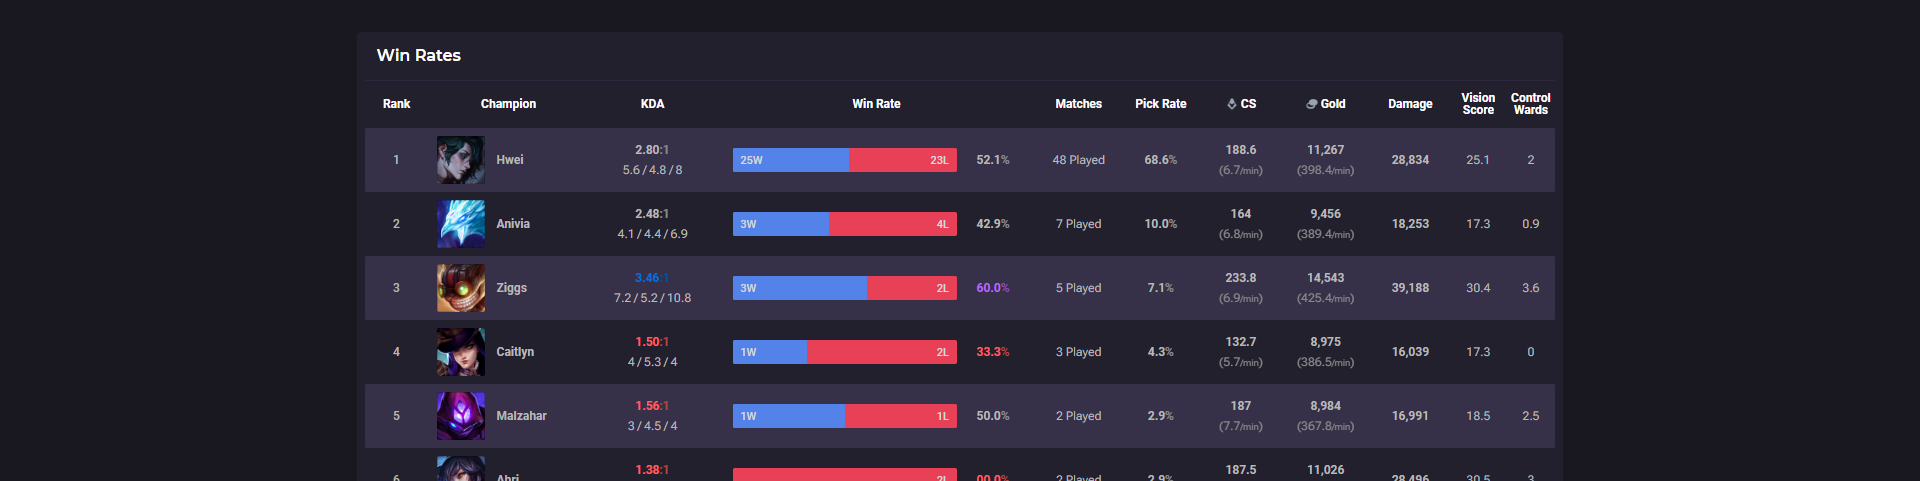 Win Rates
Rank Champion KDA Win Rate Matches Pick Rate CS Gold Damage Vision Score Control Wards
1 Hwei 2.80:1 5.6 / 4.8 / 8 25W 23L 52.1% 48 Played 68.6% 188.6 (6.7/min) 11,267 (398.4/min) 28,834 25.1 2
2 Anivia 2.48:1 4.1 / 4.4 / 6.9 3W 4L 42.9% 7 Played 10.0% 164 (6.8/min) 9,456 (389.4/min) 18,253 17.3 0.9
3 Ziggs 3.46:1 7.2 / 5.2 / 10.8 3W 2L 60.0% 5 Played 7.1% 233.8 (6.9/min) 14,543 (425.4/min) 39,188 30.4 3.6
4 Caitlyn 1.50:1 4 / 5.3 / 4 1W 2L 33.3% 3 Played 4.3% 132.7 (5.7/min) 8,975 (386.5/min) 16,039 17.3 0
5 Malzahar 1.56:1 3 / 4.5 / 4 1W 1L 50.0% 2 Played 2.9% 187 (7.7/min) 8,984 (367.8/min) 16,991 18.5 2.5
6 Ahri 1.38:1 2L 00.0% 2 Played 2.9% 187.5 11,026 28,496 30.5 3